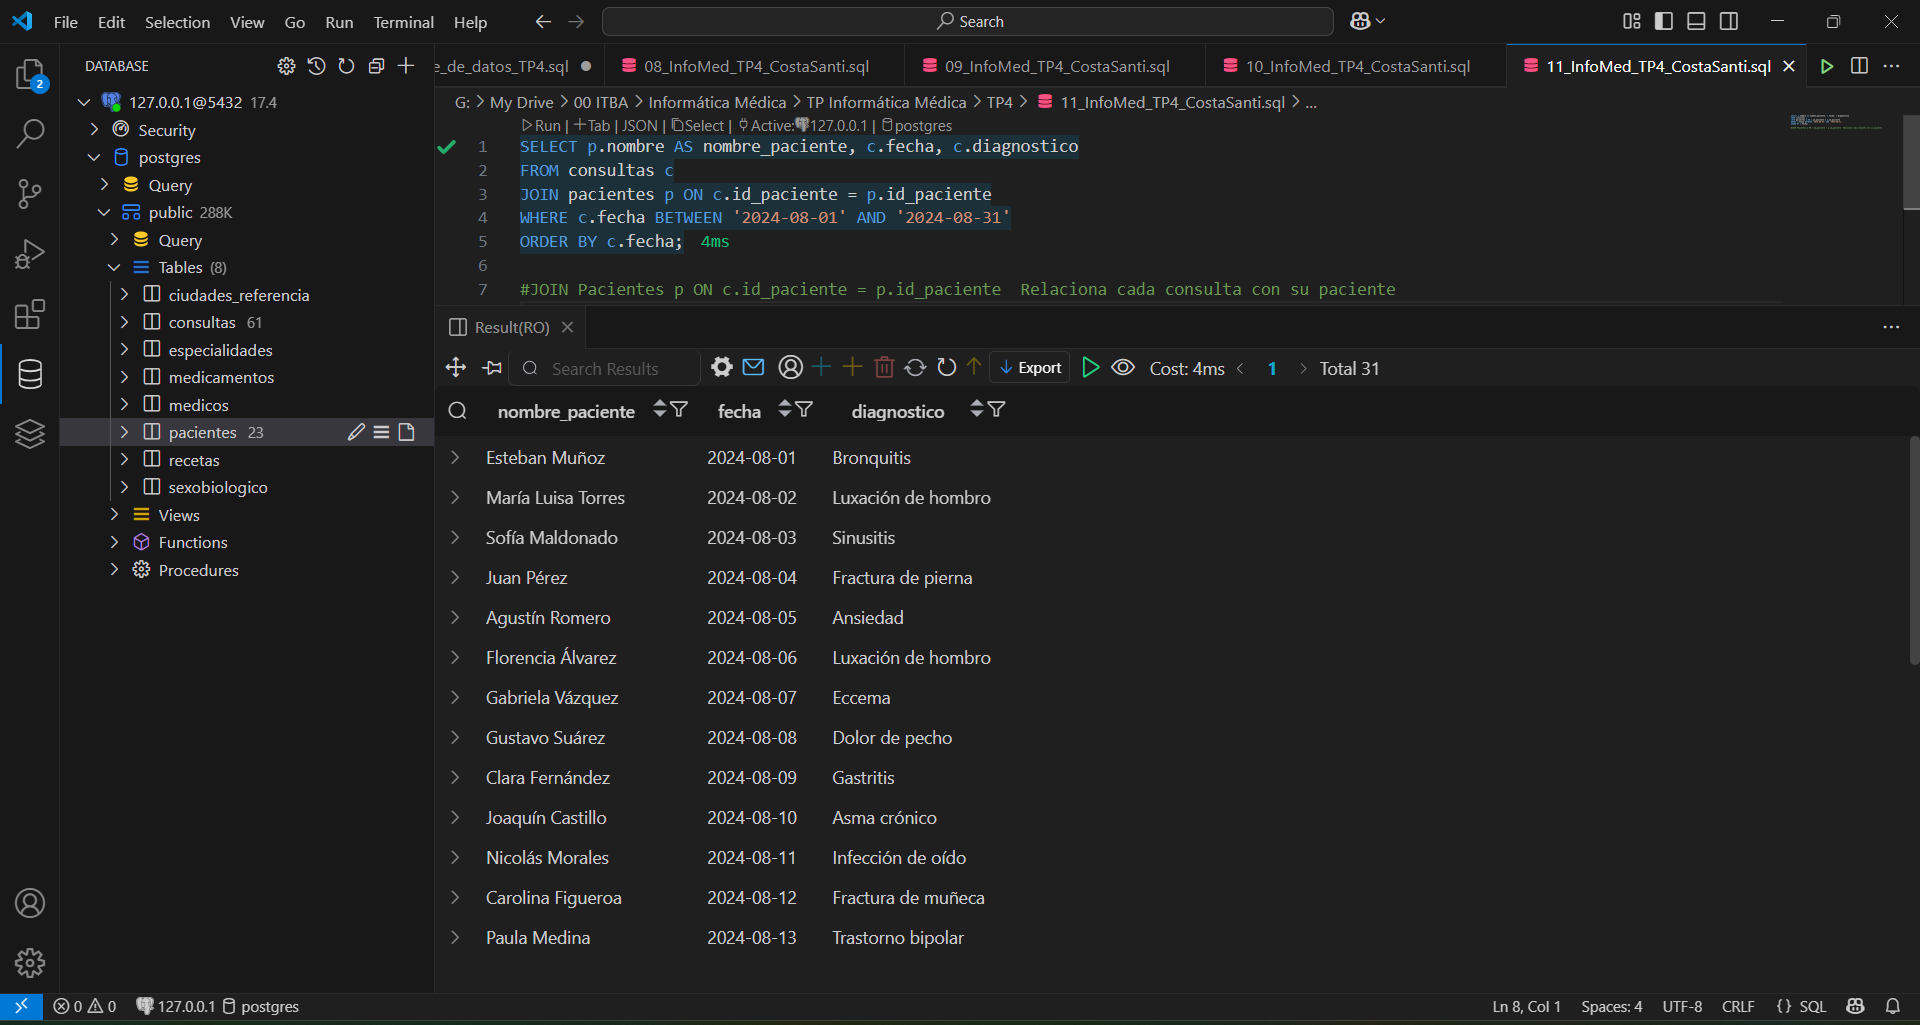 File Edit Selection View Go Run Terminal Help
Search
DATABASE
127.0.0.1@5432 17.4
Security
postgres
Query
public 288K
Query
Tables (8)
ciudades_referencia
consultas 61
especialidades
medicamentos
medicos
pacientes 23
recetas
sexobiologico
Views
Functions
Procedures
2
e_de_datos_TP4.sql
08_InfoMed_TP4_CostaSanti.sql
09_InfoMed_TP4_CostaSanti.sql
10_InfoMed_TP4_CostaSanti.sql
11_InfoMed_TP4_CostaSanti.sql
G: > My Drive > 00 ITBA > Informática Médica > TP Informática Médica > TP4 > 11_InfoMed_TP4_CostaSanti.sql > ...
Run | Tab | JSON | Select | Active: 127.0.0.1 | postgres
1 SELECT p.nombre AS nombre_paciente, c.fecha, c.diagnostico
2 FROM consultas c
3 JOIN pacientes p ON c.id_paciente = p.id_paciente
4 WHERE c.fecha BETWEEN '2024-08-01' AND '2024-08-31'
5 ORDER BY c.fecha; 4ms
6
7 #JOIN Pacientes p ON c.id_paciente = p.id_paciente  Relaciona cada consulta con su paciente
Result(RO)
Search Results
Export
Cost: 4ms < 1 > Total 31
nombre_paciente fecha diagnostico
Esteban Muñoz 2024-08-01 Bronquitis
María Luisa Torres 2024-08-02 Luxación de hombro
Sofía Maldonado 2024-08-03 Sinusitis
Juan Pérez 2024-08-04 Fractura de pierna
Agustín Romero 2024-08-05 Ansiedad
Florencia Álvarez 2024-08-06 Luxación de hombro
Gabriela Vázquez 2024-08-07 Eccema
Gustavo Suárez 2024-08-08 Dolor de pecho
Clara Fernández 2024-08-09 Gastritis
Joaquín Castillo 2024-08-10 Asma crónico
Nicolás Morales 2024-08-11 Infección de oído
Carolina Figueroa 2024-08-12 Fractura de muñeca
Paula Medina 2024-08-13 Trastorno bipolar
0 0 127.0.0.1 postgres
Ln 8, Col 1 Spaces: 4 UTF-8 CRLF {} SQL